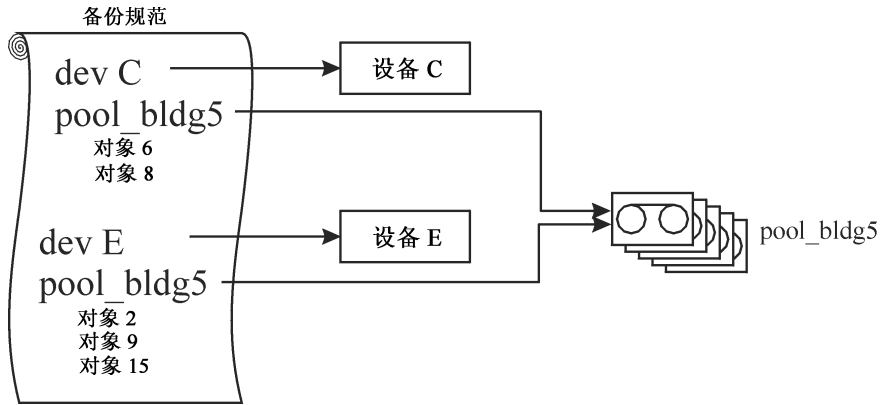 备份规范
dev C
设备 C
pool_bldg5
对象 6
对象 8
dev E
设备 E
pool_bldg5
pool_bldg5
对象 2
对象 9
对象 15